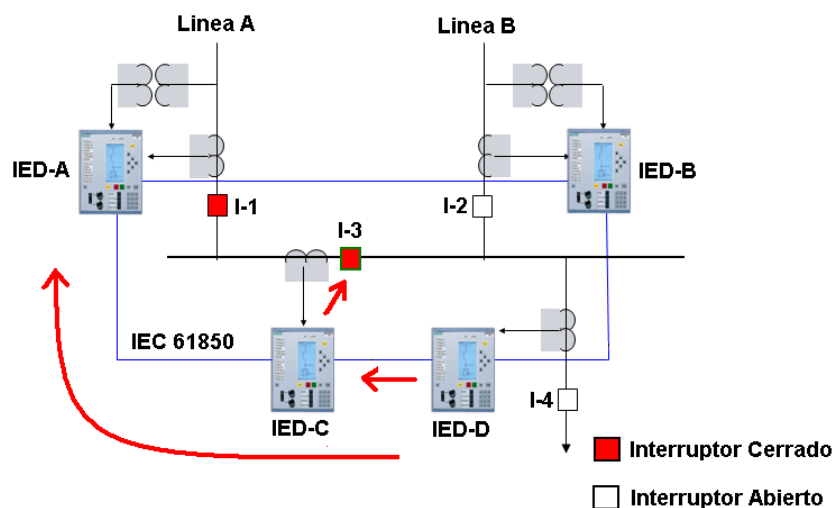 Linea A
Linea B
IED-A
IED-B
I-1
I-2
I-3
IEC 61850
I-4
IED-C
IED-D
Interruptor Cerrado
Interruptor Abierto